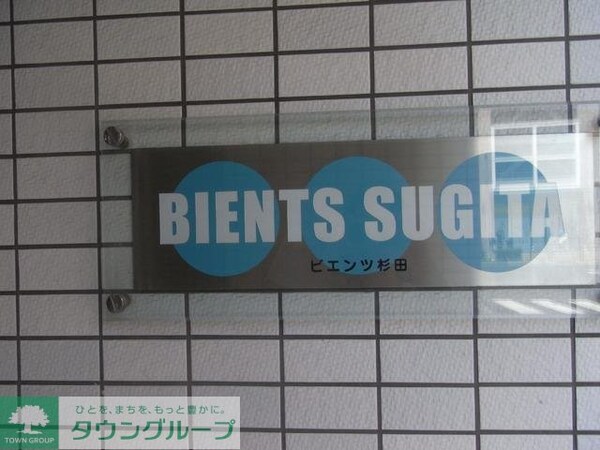 BIENTS SUGITA
ビエンツ杉田
ひとを、まちを、もっと豊かに。
タウングループ
TOWN GROUP